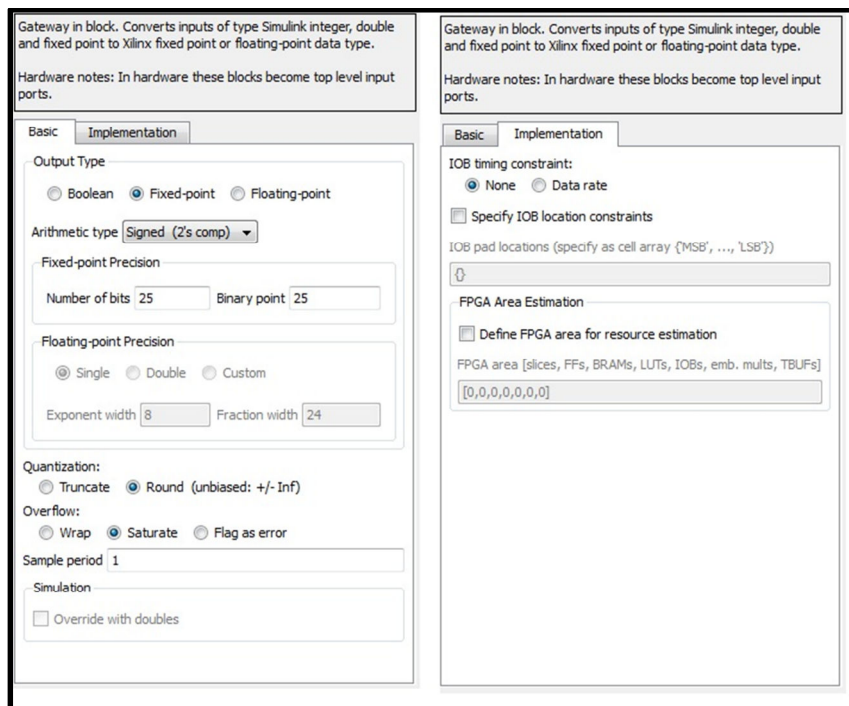 Gateway in block. Converts inputs of type Simulink integer, double
and fixed point to Xilinx fixed point or floating-point data type.
Hardware notes: In hardware these blocks become top level input
ports.
Basic Implementation
Output Type
Boolean Fixed-point Floating-point
Arithmetic type Signed (2's comp)
Fixed-point Precision
Number of bits 25 Binary point 25
Floating-point Precision
Single Double Custom
Exponent width 8 Fraction width 24
Quantization:
Truncate Round (unbiased: +/- Inf)
Overflow:
Wrap Saturate Flag as error
Sample period 1
Simulation
Override with doubles
Gateway in block. Converts inputs of type Simulink integer, double
and fixed point to Xilinx fixed point or floating-point data type.
Hardware notes: In hardware these blocks become top level input
ports.
Basic Implementation
IOB timing constraint:
None Data rate
Specify IOB location constraints
IOB pad locations (specify as cell array {'MSB', ..., 'LSB'})
{}
FPGA Area Estimation
Define FPGA area for resource estimation
FPGA area [slices, FFs, BRAMs, LUTs, IOBs, emb. mults, TBUFs]
[0,0,0,0,0,0,0]